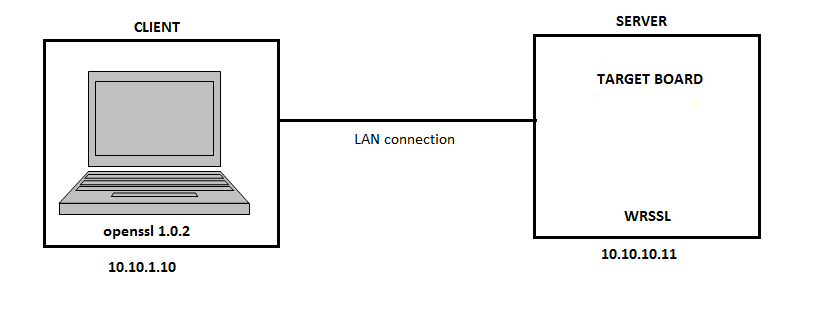 CLIENT
openssl 1.0.2
10.10.1.10
LAN connection
SERVER
TARGET BOARD
WRSSL
10.10.10.11